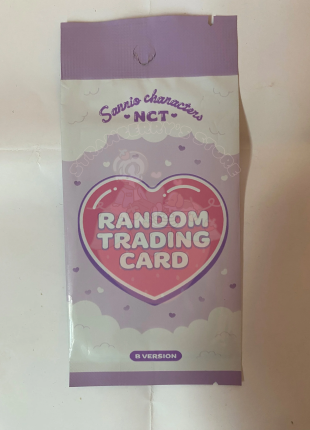 Sanrio characters
NCT
RANDOM
TRADING
CARD
B VERSION